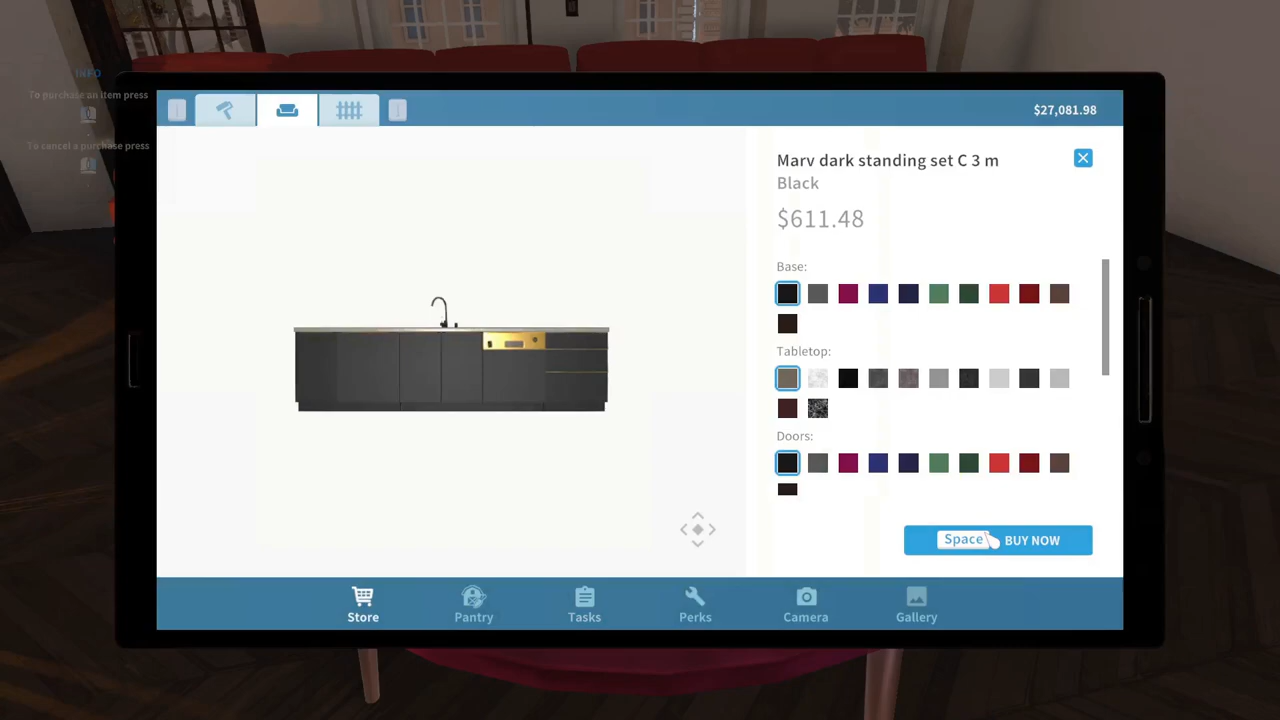 INFO
To purchase an item press
To cancel a purchase press
$27,081.98
Marv dark standing set C 3 m
Black
$611.48
Base:
Tabletop:
Doors:
Space BUY NOW
Store Pantry Tasks Perks Camera Gallery